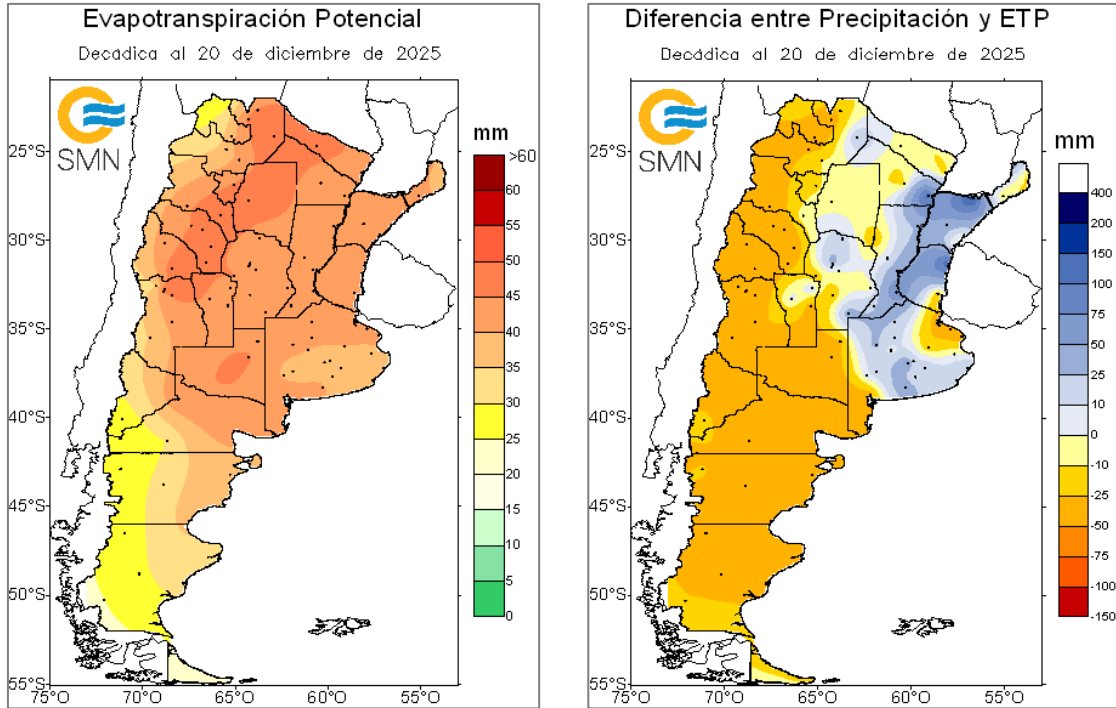 Evapotranspiración Potencial
Decádica al 20 de diciembre de 2025
SMN
mm
>60
60
55
50
45
40
35
30
25
20
15
10
5
0
25°S
30°S
35°S
40°S
45°S
50°S
55°S
75°O
70°O
65°O
60°O
55°O
Diferencia entre Precipitación y ETP
Decádica al 20 de diciembre de 2025
SMN
mm
400
200
150
100
75
50
25
10
0
-10
-25
-50
-75
-100
-150
25°S
30°S
35°S
40°S
45°S
50°S
55°S
75°O
70°O
65°O
60°O
55°O